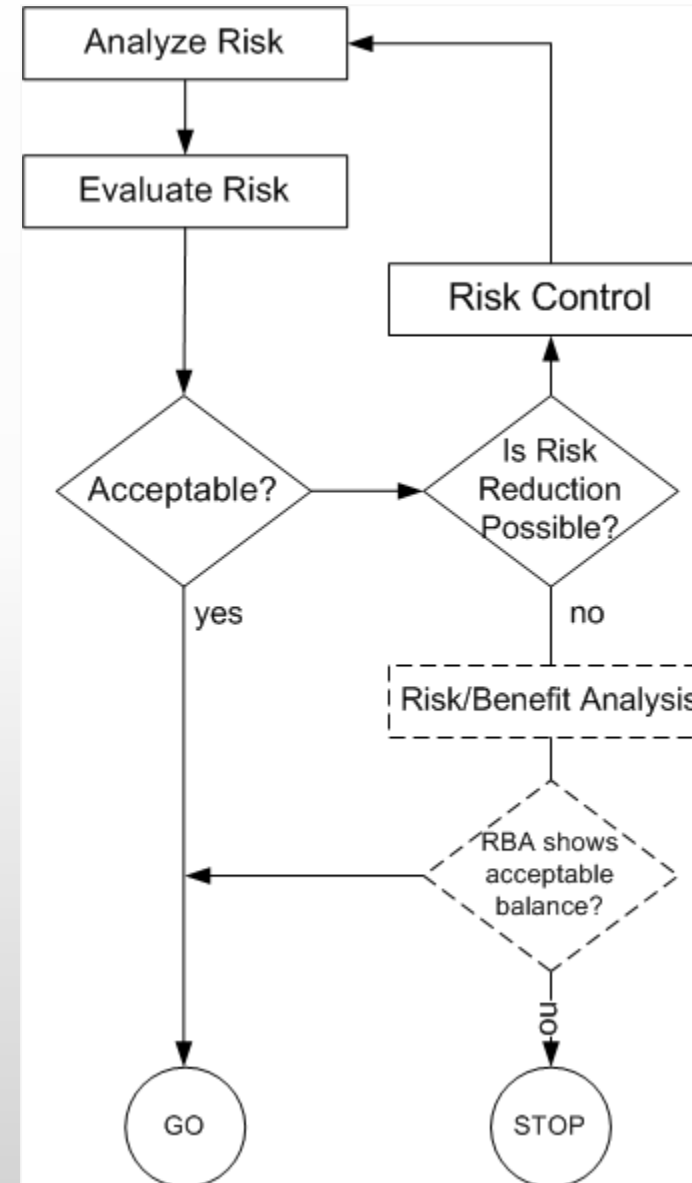 Analyze Risk
Evaluate Risk
Risk Control
Acceptable?
Is Risk
Reduction
Possible?
yes
no
Risk/Benefit Analysis
RBA shows
acceptable
balance?
no
GO
STOP